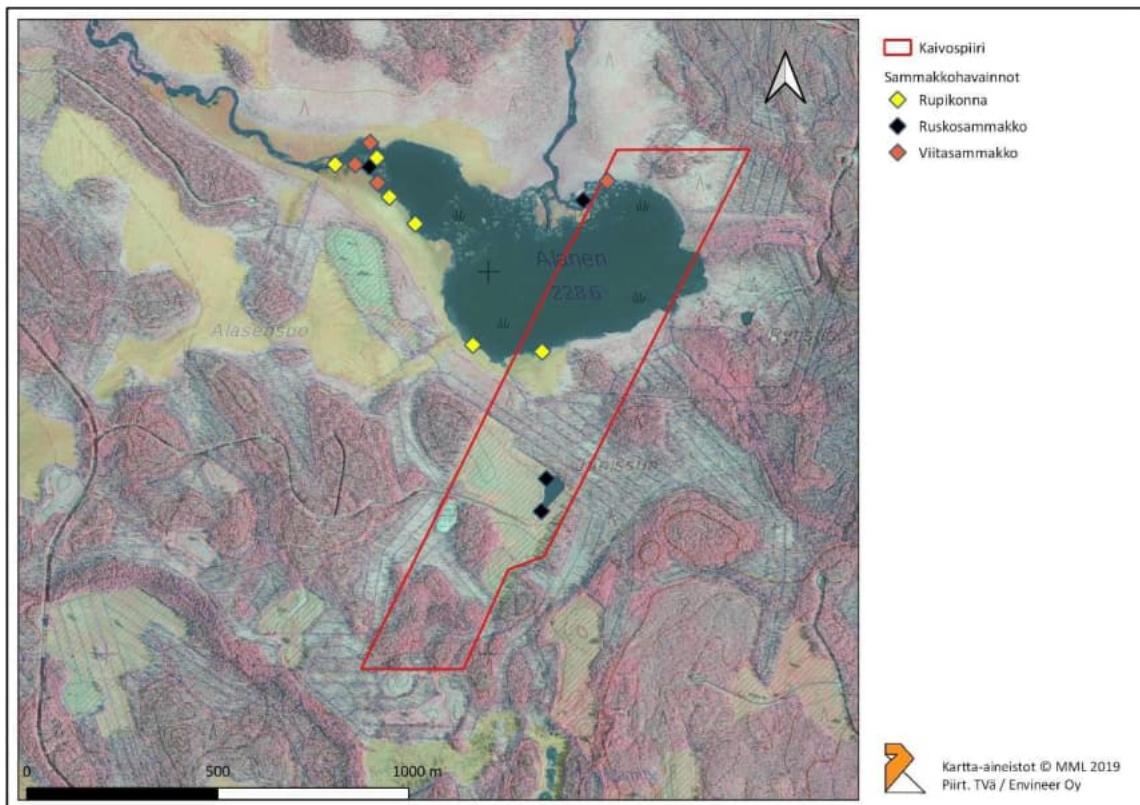 Kaivospiiri
Sammakkohavainnot
Rupikonna
Ruskosammakko
Viitasammakko
Alanen
228.6
Alasensuo
0
500
1000 m
Kartta-aineistot © MML 2019
Piirt. TVä / Envineer Oy